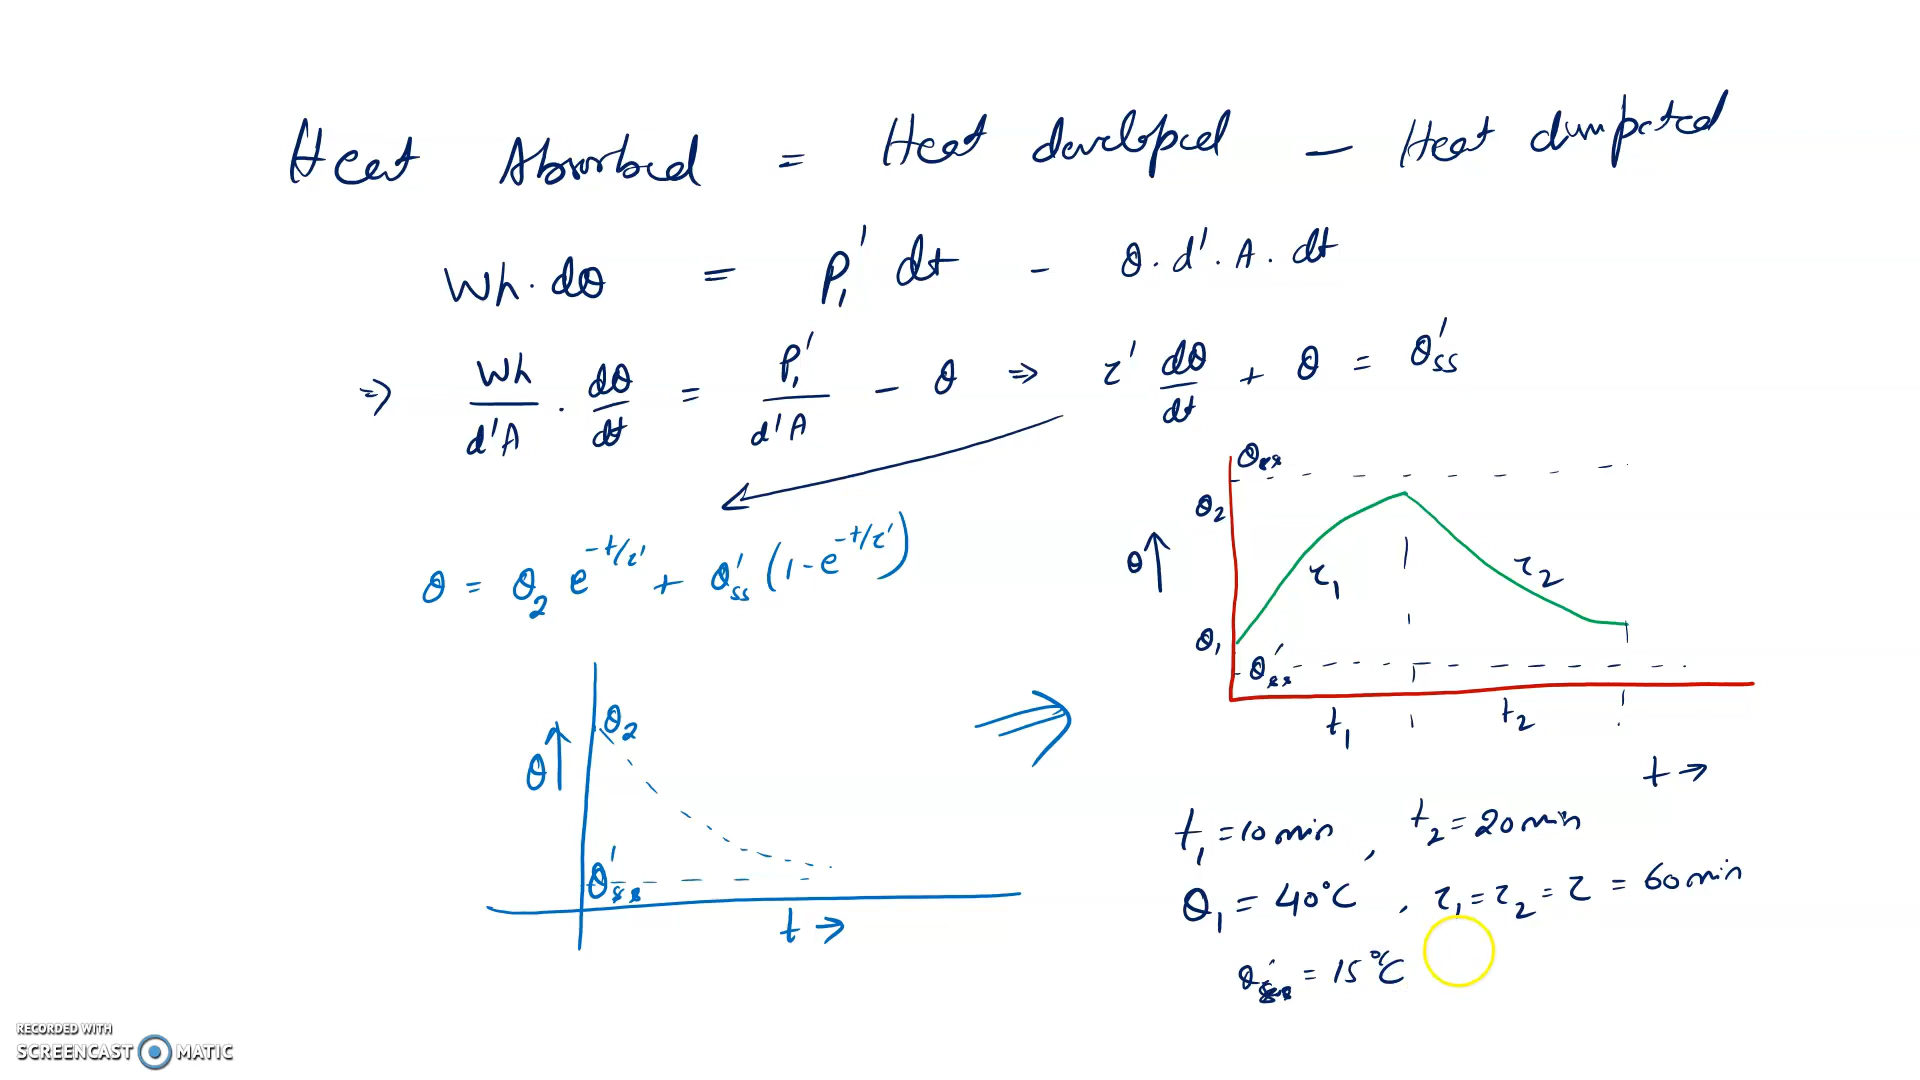 Heat Absorbed = Heat developed — Heat dumpated
Wh · dθ = P₁' dt - θ · d' · A · dt
⇒ Wh/d'A · dθ/dt = P₁'/d'A - θ ⇒ τ' dθ/dt + θ = θ'ss
θ = θ₂ e^(-t/τ') + θ'ss (1 - e^(-t/τ'))
θss
θ₂
θ↑
τ₁
τ₂
θ₁
θ'ss
t₁
t₂
t →
θ₂
θ↑
θ'ss
t →
⇒
t₁ = 10 min , t₂ = 20 min
θ₁ = 40°C , τ₁ = τ₂ = τ = 60 min
θ'ss = 15°C
RECORDED WITH
SCREENCAST MATIC